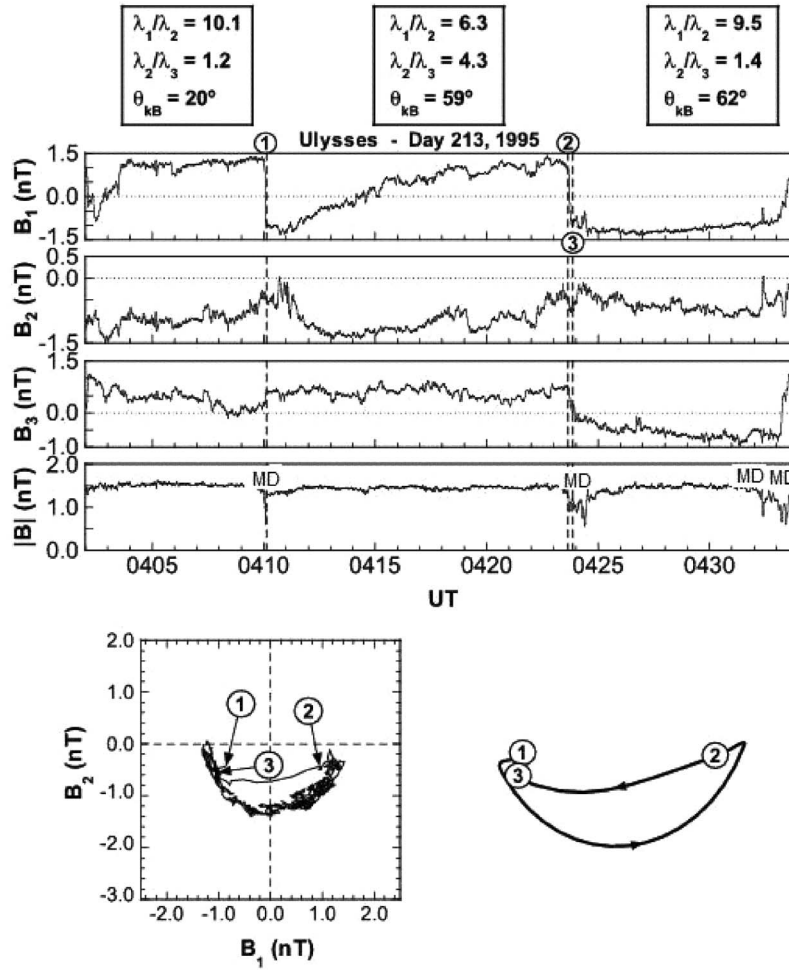 λ1/λ2 = 10.1
λ2/λ3 = 1.2
θkB = 20°
λ1/λ2 = 6.3
λ2/λ3 = 4.3
θkB = 59°
λ1/λ2 = 9.5
λ2/λ3 = 1.4
θkB = 62°
1 Ulysses - Day 213, 1995 2
B1 (nT)
1.5
0.0
-1.5
3
B2 (nT)
0.5
0.0
-1.5
B3 (nT)
1.5
0.0
-1.0
|B| (nT)
2.0
1.0
0.0
MD MD MD MD
0405 0410 0415 0420 0425 0430
UT
B2 (nT)
2.0
1.0
0.0
-1.0
-2.0
-3.0
1 2
3
-2.0 -1.0 0.0 1.0 2.0
B1 (nT)
1 2
3